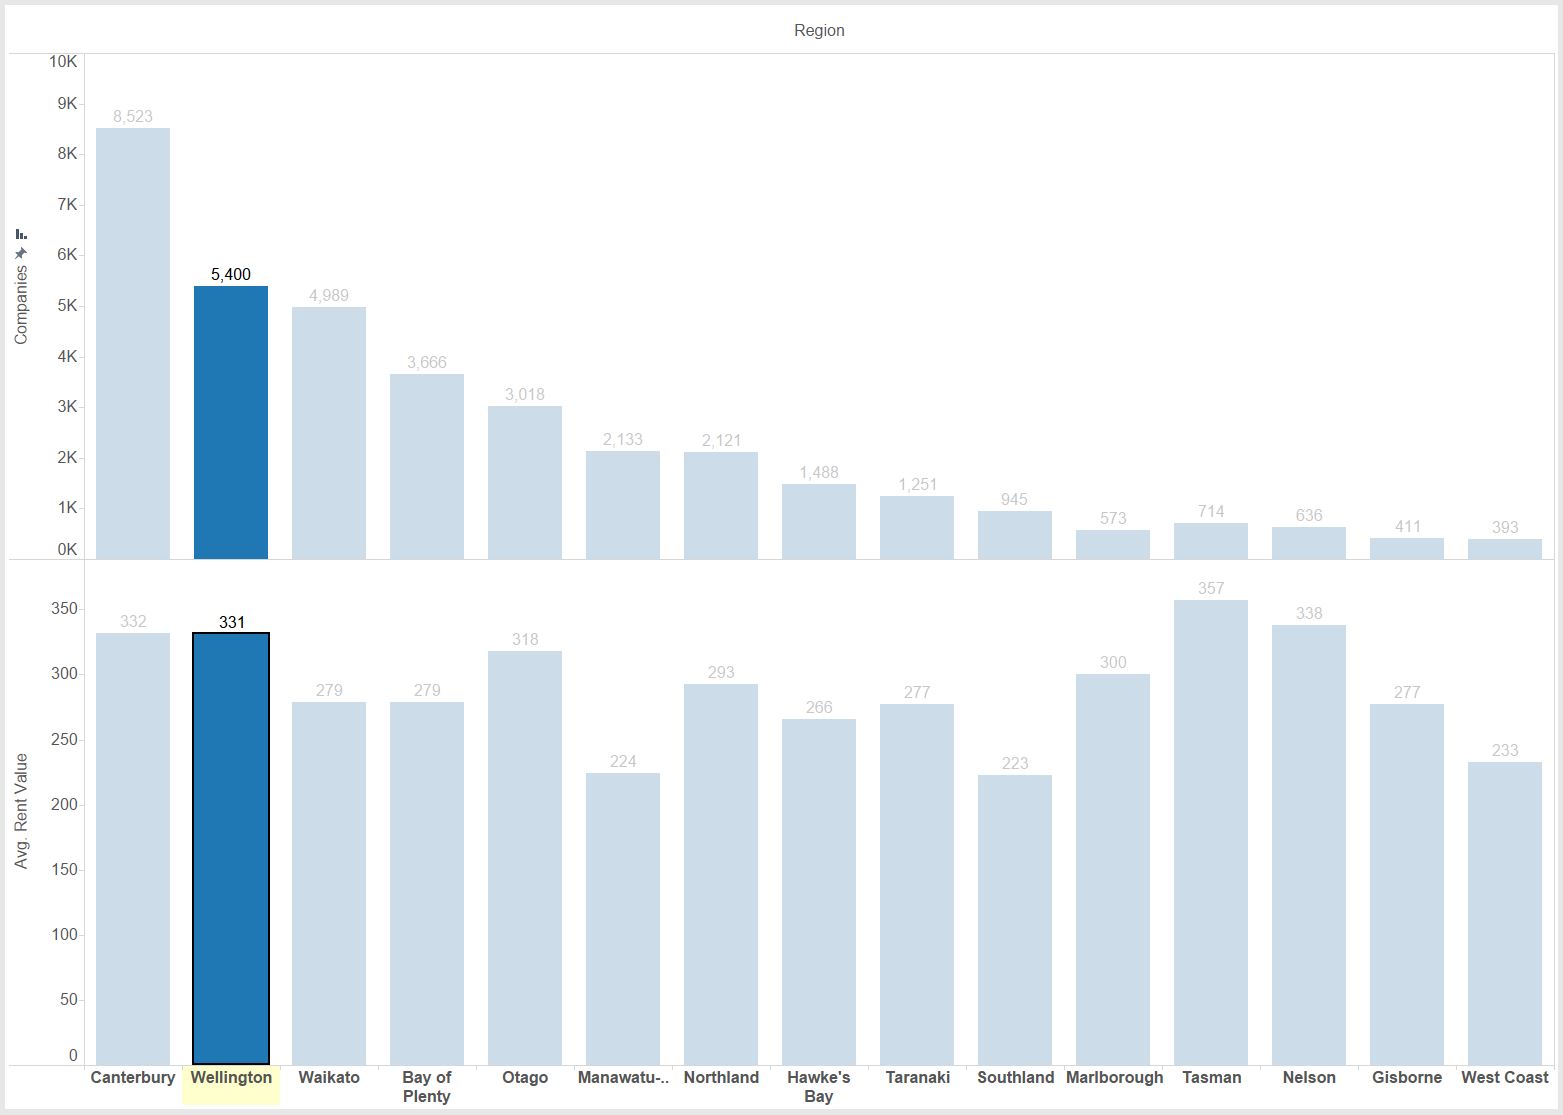 Region
10K
9K
8K
7K
6K
5K
4K
3K
2K
1K
0K
Companies
8,523
5,400
4,989
3,666
3,018
2,133
2,121
1,488
1,251
945
573
714
636
411
393
350
300
250
200
150
100
50
0
Avg. Rent Value
332
331
279
279
318
224
293
266
277
223
300
357
338
277
233
Canterbury
Wellington
Waikato
Bay of
Plenty
Otago
Manawatu-..
Northland
Hawke's
Bay
Taranaki
Southland
Marlborough
Tasman
Nelson
Gisborne
West Coast